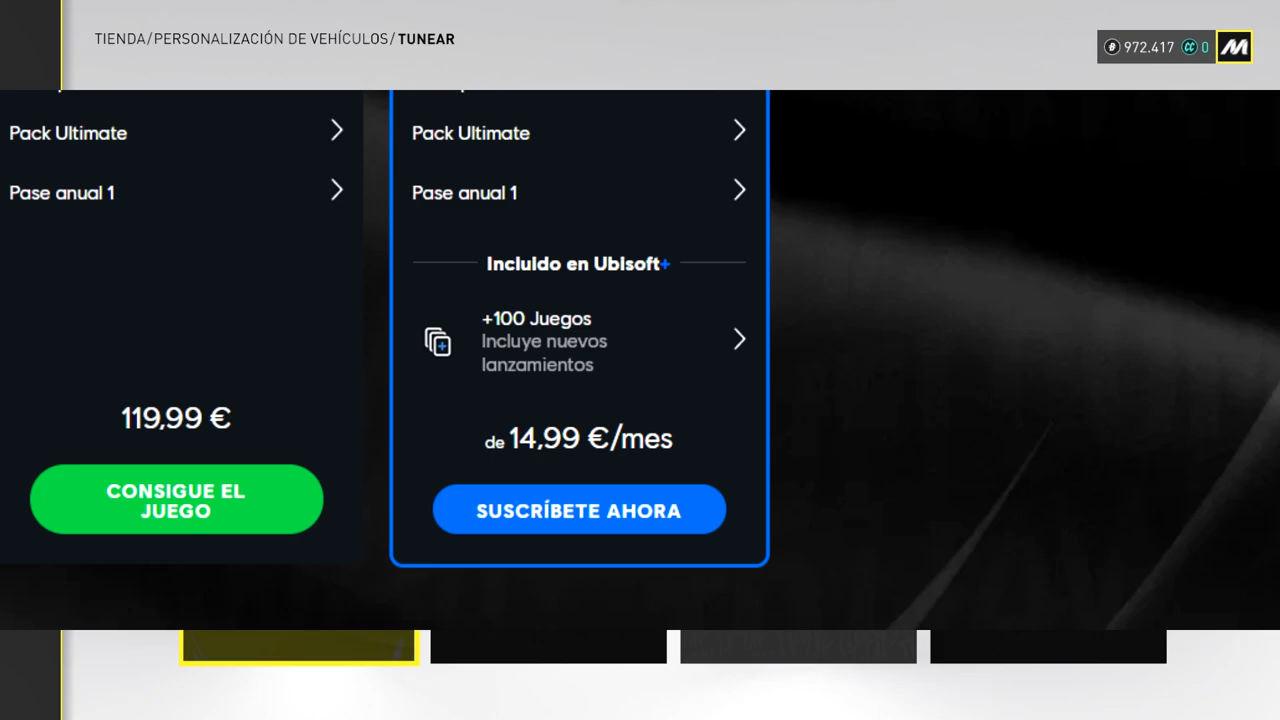 TIENDA/PERSONALIZACIÓN DE VEHÍCULOS/TUNEAR
972.417 CC 0
Pack Ultimate
Pase anual 1
119,99 €
CONSIGUE EL
JUEGO
Pack Ultimate
Pase anual 1
Incluido en Ubisoft+
+100 Juegos
Incluye nuevos
lanzamientos
de 14,99 €/mes
SUSCRÍBETE AHORA